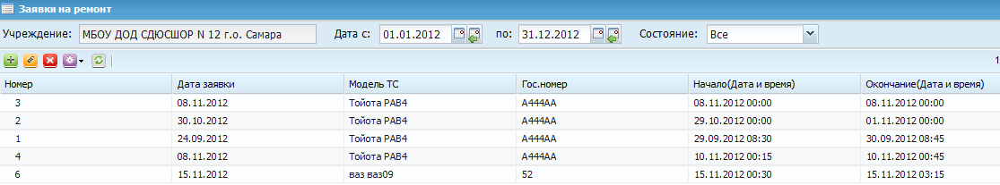 Заявки на ремонт
Учреждение: МБОУ ДОД СДЮСШОР N 12 г.о. Самара Дата с: 01.01.2012 по: 31.12.2012 Состояние: Все
1
Номер Дата заявки Модель ТС Гос.номер Начало(Дата и время) Окончание(Дата и время)
3 08.11.2012 Тойота РАВ4 А444АА 08.11.2012 00:00 08.11.2012 00:00
2 30.10.2012 Тойота РАВ4 А444АА 29.10.2012 00:00 01.11.2012 00:00
1 24.09.2012 Тойота РАВ4 А444АА 29.09.2012 08:30 30.09.2012 08:45
4 08.11.2012 Тойота РАВ4 А444АА 10.11.2012 00:15 10.11.2012 00:45
6 15.11.2012 ваз ваз09 52 15.11.2012 00:30 15.11.2012 03:15